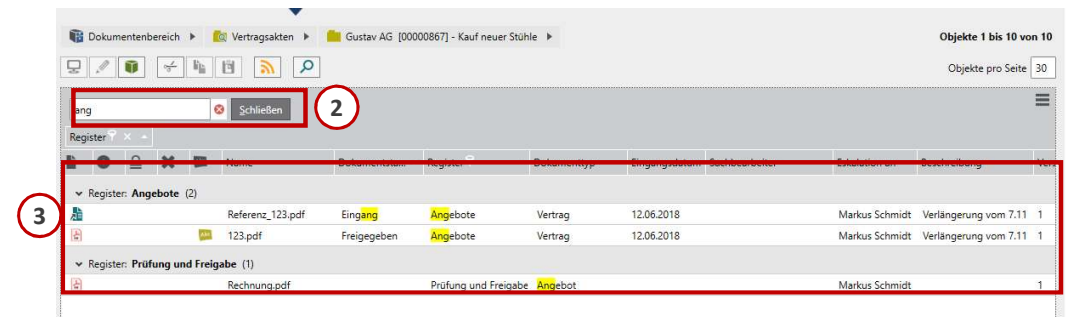 Dokumentenbereich Vertragsakten Gustav AG [00000867] - Kauf neuer Stühle Objekte 1 bis 10 von 10
Objekte pro Seite 30
ang Schließen 2
Register
Name Dokumentsta... Register Dokumenttyp Eingangsdatum Sachbearbeiter Eskalation an Beschreibung Vers
Register: Angebote (2)
3
Referenz_123.pdf Eingang Angebote Vertrag 12.06.2018 Markus Schmidt Verlängerung vom 7.11 1
123.pdf Freigegeben Angebote Vertrag 12.06.2018 Markus Schmidt Verlängerung vom 7.11 1
Register: Prüfung und Freigabe (1)
Rechnung.pdf Prüfung und Freigabe Angebot Markus Schmidt 1